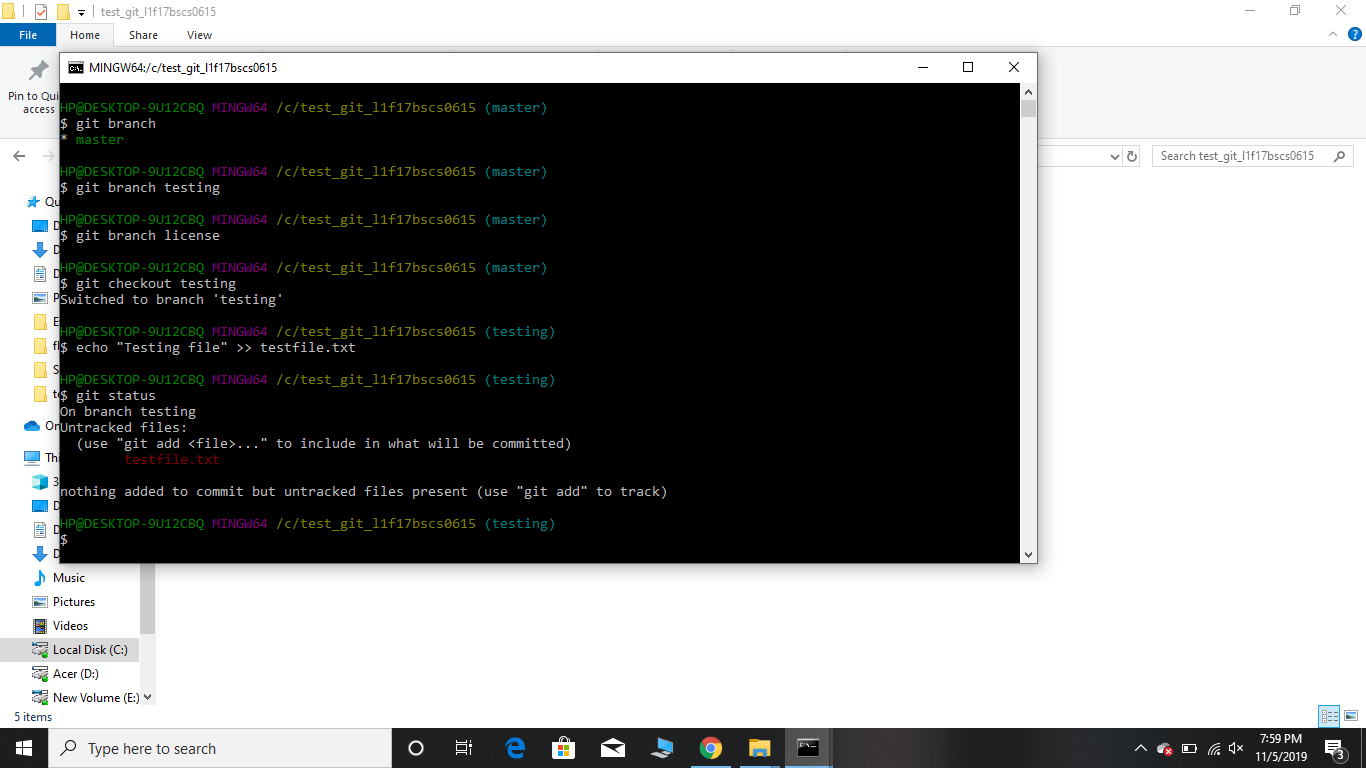 test_git_l1f17bscs0615
File Home Share View
MINGW64:/c/test_git_l1f17bscs0615
Pin to Qui
access
HP@DESKTOP-9U12CBQ MINGW64 /c/test_git_l1f17bscs0615 (master)
$ git branch
* master
HP@DESKTOP-9U12CBQ MINGW64 /c/test_git_l1f17bscs0615 (master)
$ git branch testing
HP@DESKTOP-9U12CBQ MINGW64 /c/test_git_l1f17bscs0615 (master)
$ git branch license
HP@DESKTOP-9U12CBQ MINGW64 /c/test_git_l1f17bscs0615 (master)
$ git checkout testing
Switched to branch 'testing'
HP@DESKTOP-9U12CBQ MINGW64 /c/test_git_l1f17bscs0615 (testing)
$ echo "Testing file" >> testfile.txt
HP@DESKTOP-9U12CBQ MINGW64 /c/test_git_l1f17bscs0615 (testing)
$ git status
On branch testing
Untracked files:
(use "git add <file>..." to include in what will be committed)
testfile.txt
nothing added to commit but untracked files present (use "git add" to track)
HP@DESKTOP-9U12CBQ MINGW64 /c/test_git_l1f17bscs0615 (testing)
$
Search test_git_l1f17bscs0615
Music
Pictures
Videos
Local Disk (C:)
Acer (D:)
New Volume (E:)
5 items
Type here to search
7:59 PM
11/5/2019
3